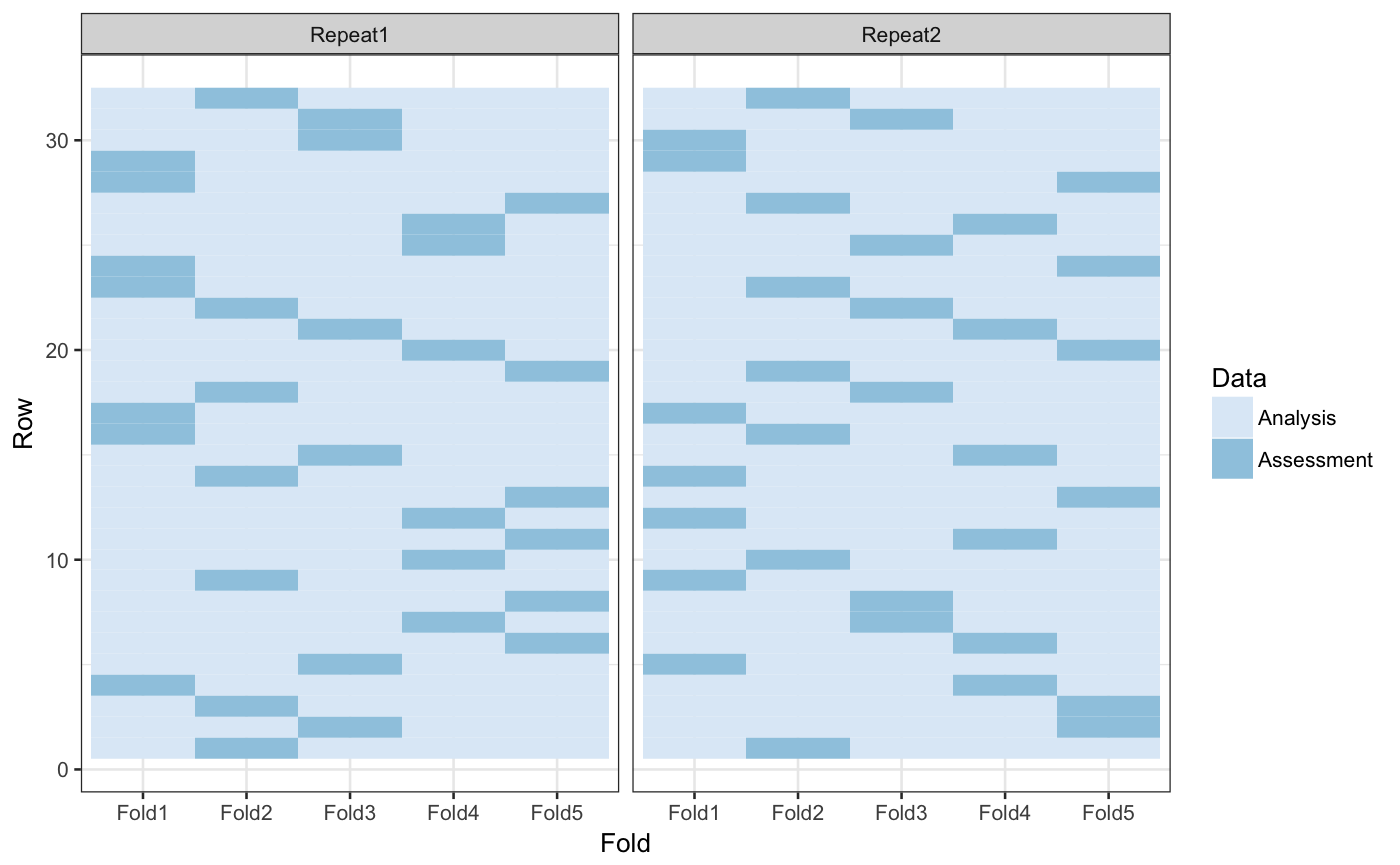 Repeat1 Repeat2
30
20
10
0
Row
Fold1 Fold2 Fold3 Fold4 Fold5 Fold1 Fold2 Fold3 Fold4 Fold5
Fold
Data
Analysis
Assessment